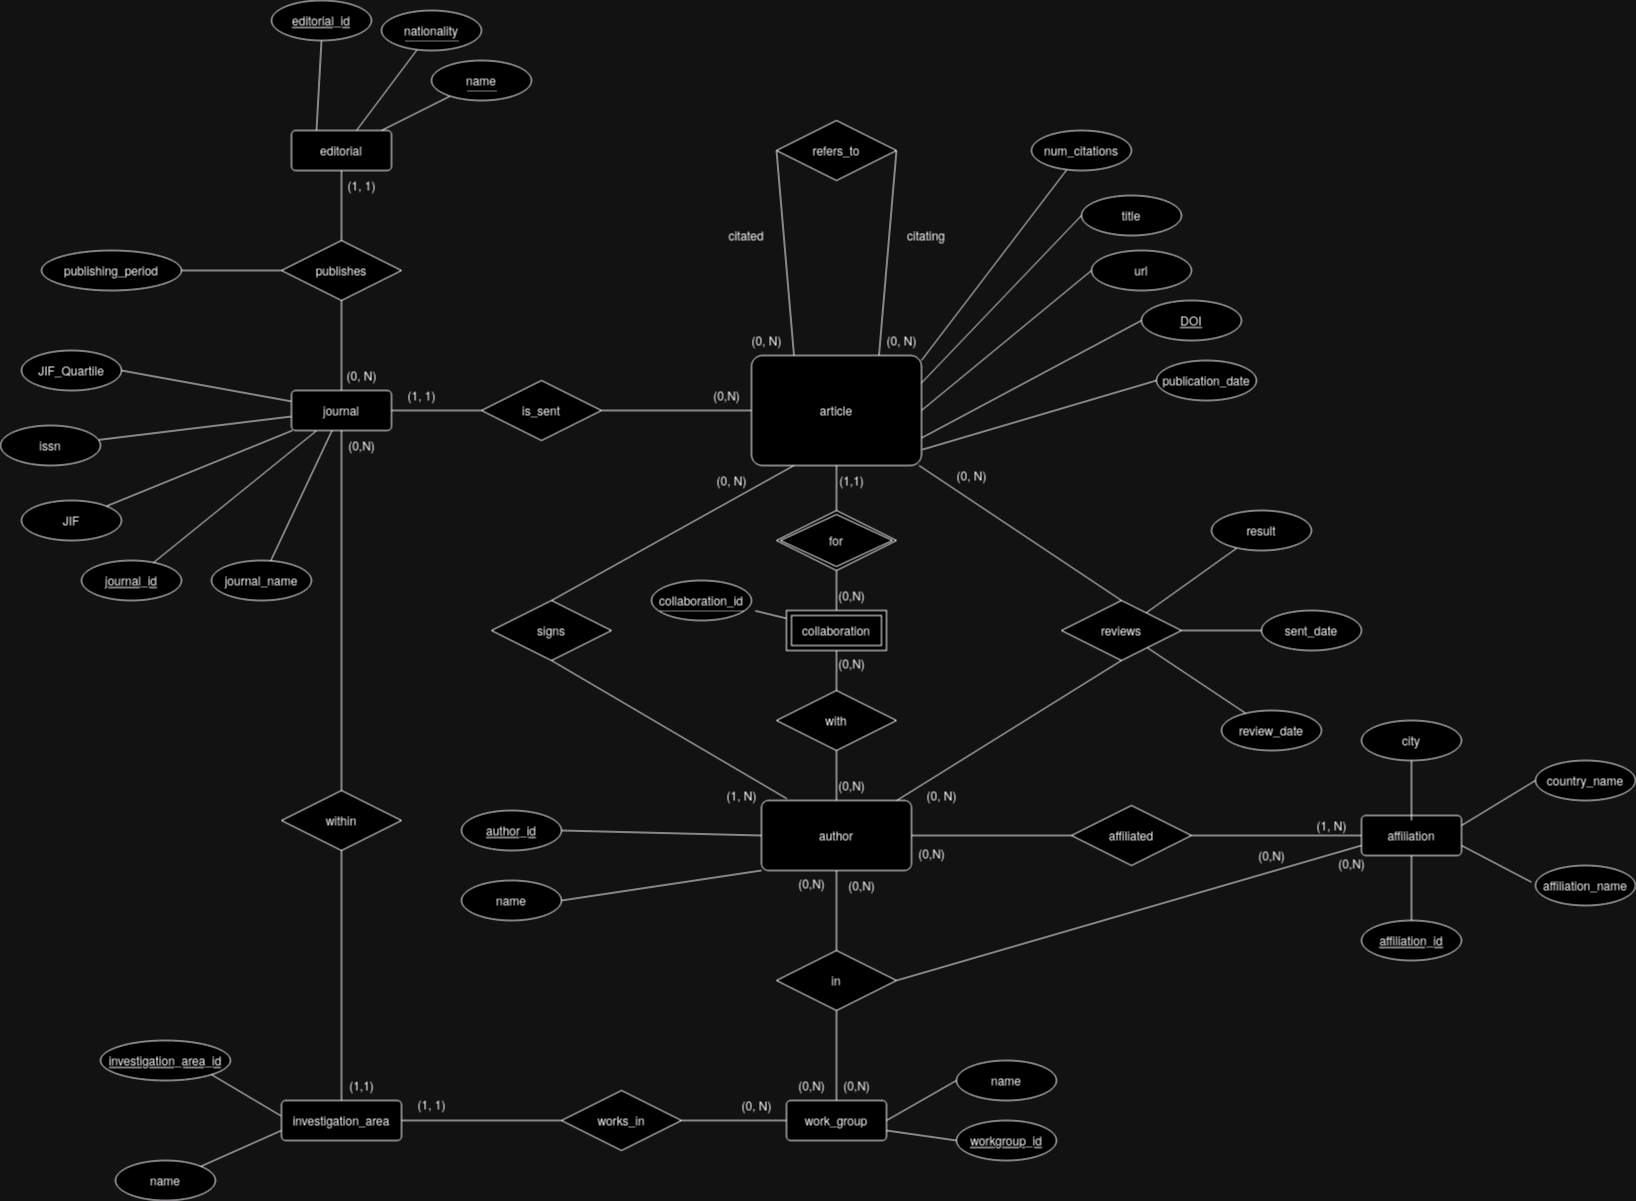 editorial_id
nationality
name
editorial
(1, 1)
publishing_period
publishes
(0, N)
JIF_Quartile
journal
issn
JIF
journal_id
journal_name
(1, 1)
is_sent
(0,N)
(0,N)
refers_to
citated
citating
(0, N)
(0, N)
num_citations
title
url
DOI
publication_date
article
(0, N)
(1,1)
(0, N)
for
(0,N)
collaboration_id
collaboration
(0,N)
signs
with
reviews
result
sent_date
review_date
(1, N)
(0,N)
(0, N)
author_id
name
author
(0,N)
affiliated
(1, N)
(0,N)
(0,N)
city
country_name
affiliation
affiliation_name
affiliation_id
(0,N)
(0,N)
within
in
(1,1)
investigation_area_id
investigation_area
name
(1, 1)
works_in
(0, N)
(0,N)
(0,N)
work_group
name
workgroup_id